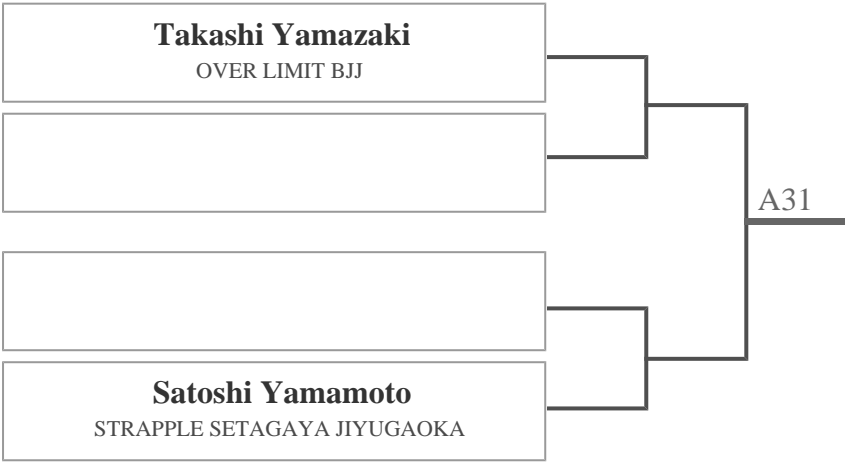 Takashi Yamazaki
OVER LIMIT BJJ
A31
Satoshi Yamamoto
STRAPPLE SETAGAYA JIYUGAOKA